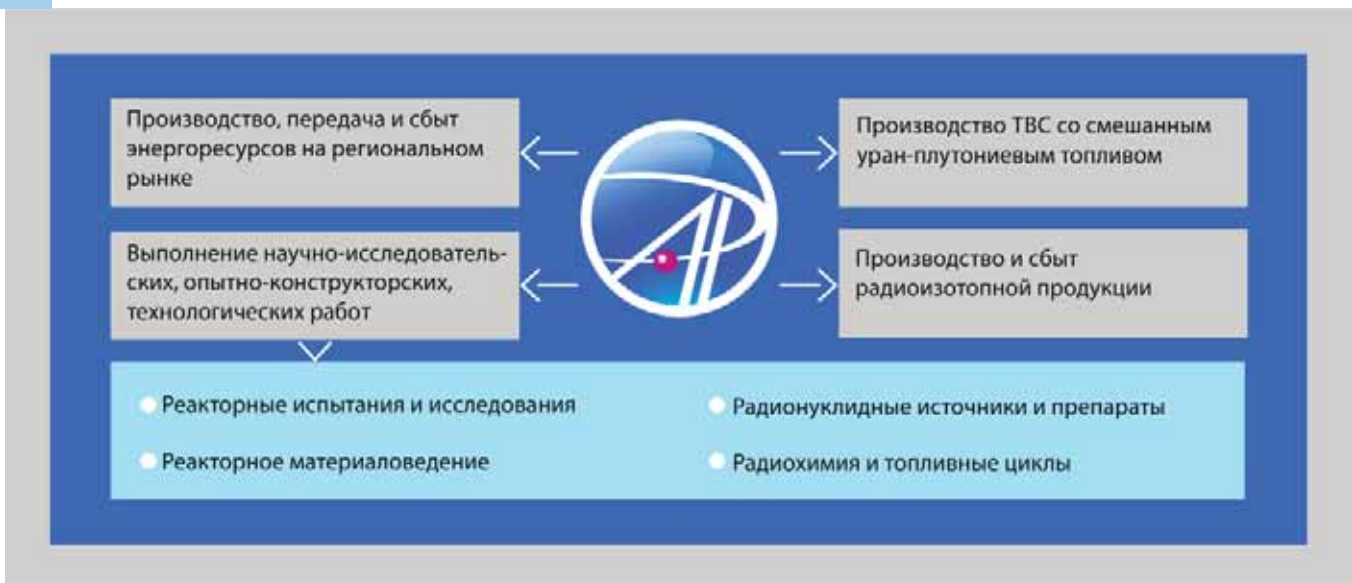 Производство, передача и сбыт
энергоресурсов на региональном
рынке
Производство ТВС со смешанным
уран-плутониевым топливом
Выполнение научно-исследователь-
ских, опытно-конструкторских,
технологических работ
Производство и сбыт
радиоизотопной продукции
Реакторные испытания и исследования
Реакторное материаловедение
Радионуклидные источники и препараты
Радиохимия и топливные циклы